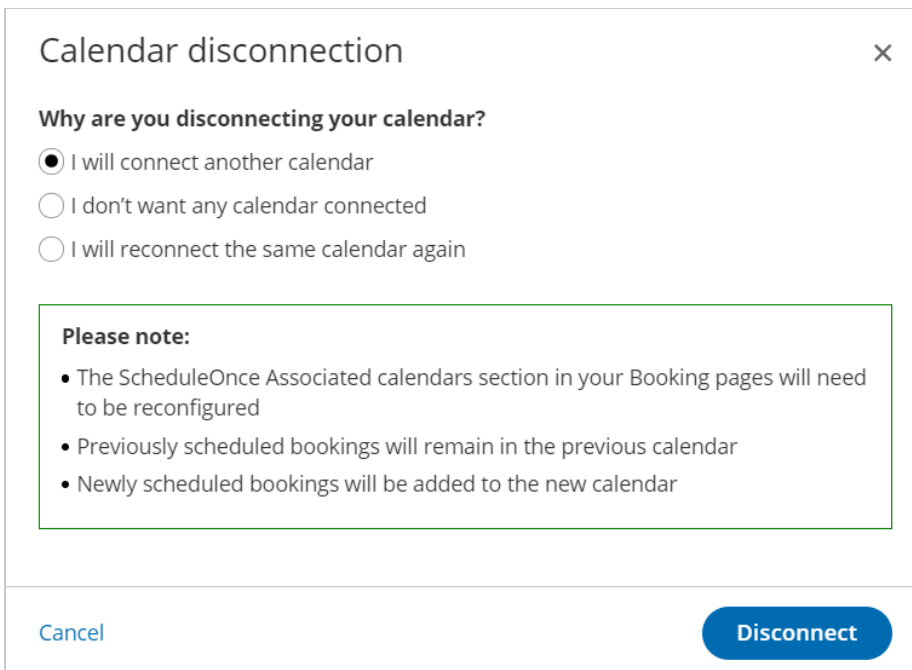 Calendar disconnection
×
Why are you disconnecting your calendar?
I will connect another calendar
I don’t want any calendar connected
I will reconnect the same calendar again
Please note:
• The ScheduleOnce Associated calendars section in your Booking pages will need
to be reconfigured
• Previously scheduled bookings will remain in the previous calendar
• Newly scheduled bookings will be added to the new calendar
Cancel
Disconnect